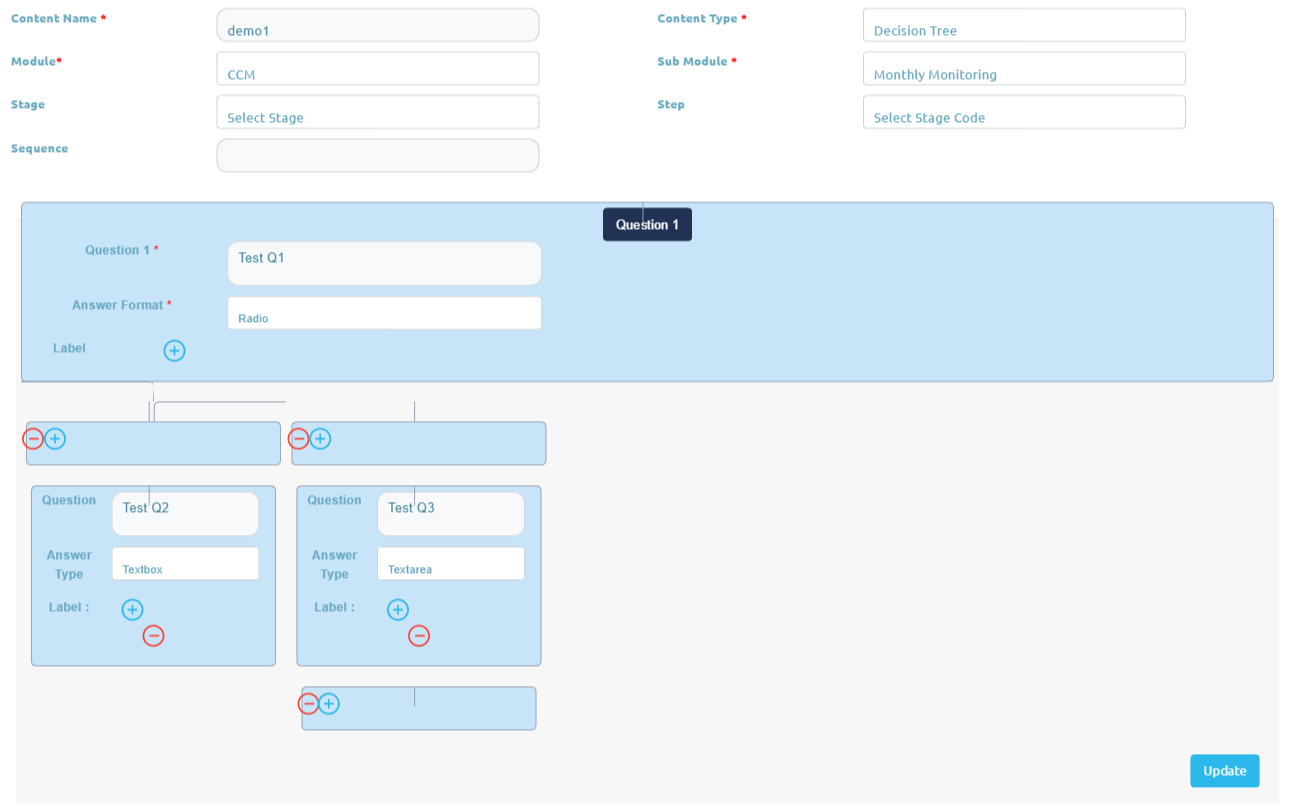 Content Name *
demo1
Content Type *
Decision Tree
Module*
CCM
Sub Module *
Monthly Monitoring
Stage
Select Stage
Step
Select Stage Code
Sequence
Question 1
Question 1 *
Test Q1
Answer Format *
Radio
Label
Question
Test Q2
Answer
Type
Textbox
Label :
Question
Test Q3
Answer
Type
Textarea
Label :
Update